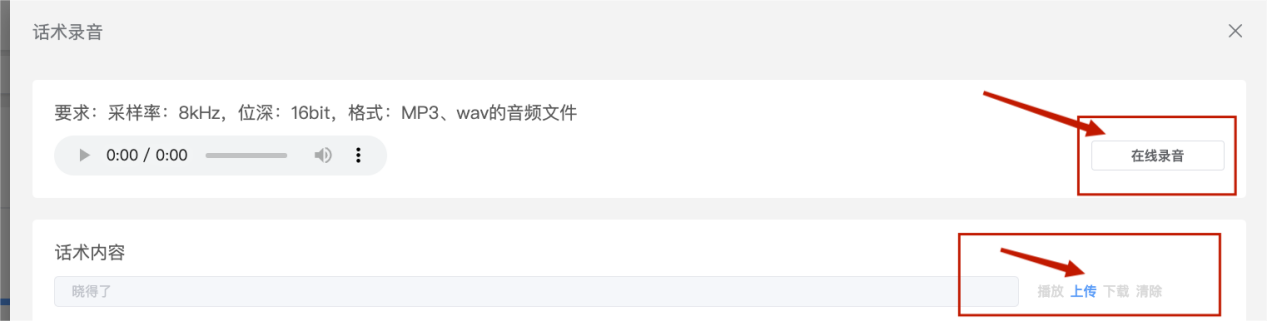 话术录音
要求：采样率：8kHz，位深：16bit，格式：MP3、wav的音频文件
0:00 / 0:00
在线录音
话术内容
晓得了
播放 上传 下载 清除